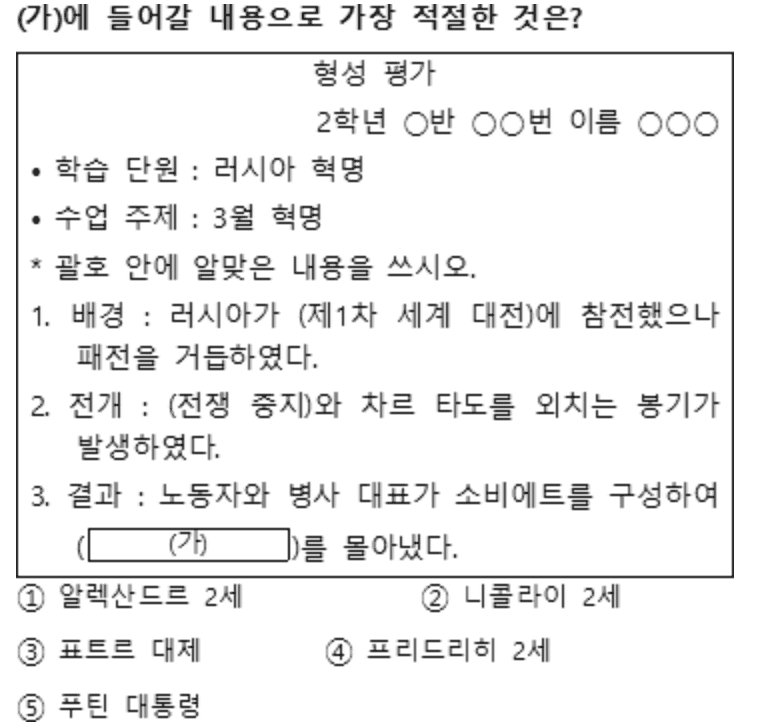 (가)에 들어갈 내용으로 가장 적절한 것은?
형성 평가
2학년 ○반 ○○번 이름 ○○○
• 학습 단원 : 러시아 혁명
• 수업 주제 : 3월 혁명
* 괄호 안에 알맞은 내용을 쓰시오.
1. 배경 : 러시아가 (제1차 세계 대전)에 참전했으나
패전을 거듭하였다.
2. 전개 : (전쟁 중지)와 차르 타도를 외치는 봉기가
발생하였다.
3. 결과 : 노동자와 병사 대표가 소비에트를 구성하여
( (가) )를 몰아냈다.
① 알렉산드르 2세 ② 니콜라이 2세
③ 표트르 대제 ④ 프리드리히 2세
⑤ 푸틴 대통령